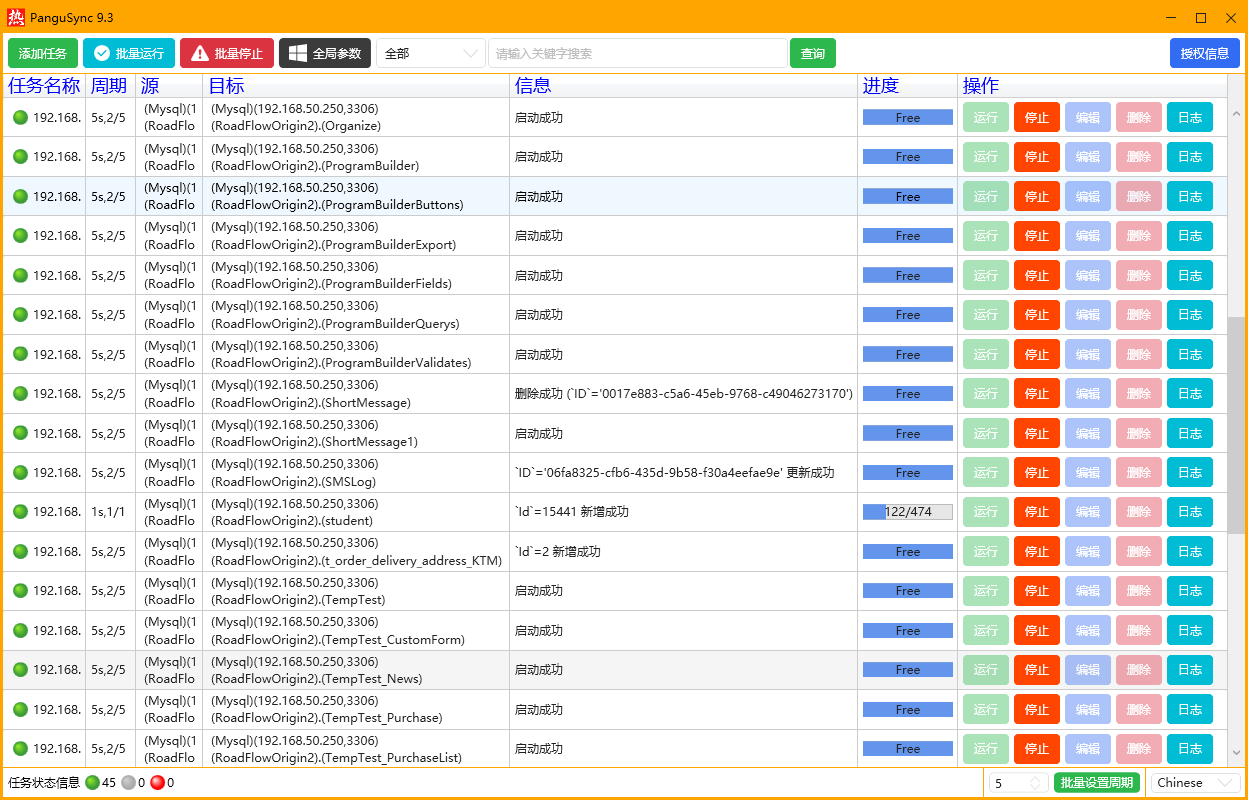 热 PanguSync 9.3
添加任务 批量运行 批量停止 全局参数 全部 请输入关键字搜索 查询 授权信息
任务名称 周期 源 目标 信息 进度 操作
192.168. 5s,2/5 (Mysql)(1 (Mysql)(192.168.50.250,3306) 启动成功 Free 运行 停止 编辑 删除 日志
(RoadFlo (RoadFlowOrigin2).(Organize)
192.168. 5s,2/5 (Mysql)(1 (Mysql)(192.168.50.250,3306) 启动成功 Free 运行 停止 编辑 删除 日志
(RoadFlo (RoadFlowOrigin2).(ProgramBuilder)
192.168. 5s,2/5 (Mysql)(1 (Mysql)(192.168.50.250,3306) 启动成功 Free 运行 停止 编辑 删除 日志
(RoadFlo (RoadFlowOrigin2).(ProgramBuilderButtons)
192.168. 5s,2/5 (Mysql)(1 (Mysql)(192.168.50.250,3306) 启动成功 Free 运行 停止 编辑 删除 日志
(RoadFlo (RoadFlowOrigin2).(ProgramBuilderExport)
192.168. 5s,2/5 (Mysql)(1 (Mysql)(192.168.50.250,3306) 启动成功 Free 运行 停止 编辑 删除 日志
(RoadFlo (RoadFlowOrigin2).(ProgramBuilderFields)
192.168. 5s,2/5 (Mysql)(1 (Mysql)(192.168.50.250,3306) 启动成功 Free 运行 停止 编辑 删除 日志
(RoadFlo (RoadFlowOrigin2).(ProgramBuilderQuerys)
192.168. 5s,2/5 (Mysql)(1 (Mysql)(192.168.50.250,3306) 启动成功 Free 运行 停止 编辑 删除 日志
(RoadFlo (RoadFlowOrigin2).(ProgramBuilderValidates)
192.168. 5s,2/5 (Mysql)(1 (Mysql)(192.168.50.250,3306) 删除成功 (`ID`='0017e883-c5a6-45eb-9768-c49046273170') Free 运行 停止 编辑 删除 日志
(RoadFlo (RoadFlowOrigin2).(ShortMessage)
192.168. 5s,2/5 (Mysql)(1 (Mysql)(192.168.50.250,3306) 启动成功 Free 运行 停止 编辑 删除 日志
(RoadFlo (RoadFlowOrigin2).(ShortMessage1)
192.168. 5s,2/5 (Mysql)(1 (Mysql)(192.168.50.250,3306) `ID`='06fa8325-cfb6-435d-9b58-f30a4eefae9e' 更新成功 Free 运行 停止 编辑 删除 日志
(RoadFlo (RoadFlowOrigin2).(SMSLog)
192.168. 1s,1/1 (Mysql)(1 (Mysql)(192.168.50.250,3306) `Id`=15441 新增成功 122/474 运行 停止 编辑 删除 日志
(RoadFlo (RoadFlowOrigin2).(student)
192.168. 5s,2/5 (Mysql)(1 (Mysql)(192.168.50.250,3306) `Id`=2 新增成功 Free 运行 停止 编辑 删除 日志
(RoadFlo (RoadFlowOrigin2).(t_order_delivery_address_KTM)
192.168. 5s,2/5 (Mysql)(1 (Mysql)(192.168.50.250,3306) 启动成功 Free 运行 停止 编辑 删除 日志
(RoadFlo (RoadFlowOrigin2).(TempTest)
192.168. 5s,2/5 (Mysql)(1 (Mysql)(192.168.50.250,3306) 启动成功 Free 运行 停止 编辑 删除 日志
(RoadFlo (RoadFlowOrigin2).(TempTest_CustomForm)
192.168. 5s,2/5 (Mysql)(1 (Mysql)(192.168.50.250,3306) 启动成功 Free 运行 停止 编辑 删除 日志
(RoadFlo (RoadFlowOrigin2).(TempTest_News)
192.168. 5s,2/5 (Mysql)(1 (Mysql)(192.168.50.250,3306) 启动成功 Free 运行 停止 编辑 删除 日志
(RoadFlo (RoadFlowOrigin2).(TempTest_Purchase)
192.168. 5s,2/5 (Mysql)(1 (Mysql)(192.168.50.250,3306) 启动成功 Free 运行 停止 编辑 删除 日志
(RoadFlo (RoadFlowOrigin2).(TempTest_PurchaseList)
任务状态信息 45 0 0 5 批量设置周期 Chinese